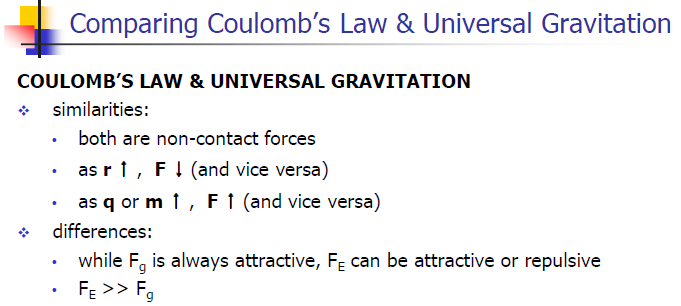 Comparing Coulomb's Law & Universal Gravitation
COULOMB'S LAW & UNIVERSAL GRAVITATION
❖ similarities:
• both are non-contact forces
• as r ↑ , F ↓ (and vice versa)
• as q or m ↑ , F ↑ (and vice versa)
❖ differences:
• while Fg is always attractive, FE can be attractive or repulsive
• FE >> Fg